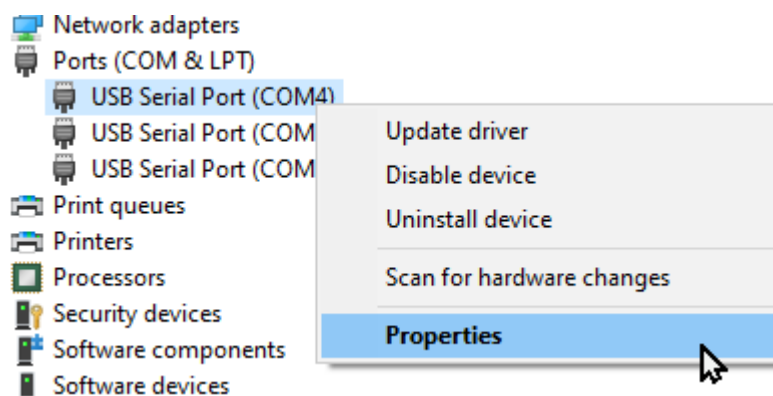 Network adapters
Ports (COM & LPT)
USB Serial Port (COM4)
USB Serial Port (COM
USB Serial Port (COM
Print queues
Printers
Processors
Security devices
Software components
Software devices
Update driver
Disable device
Uninstall device
Scan for hardware changes
Properties